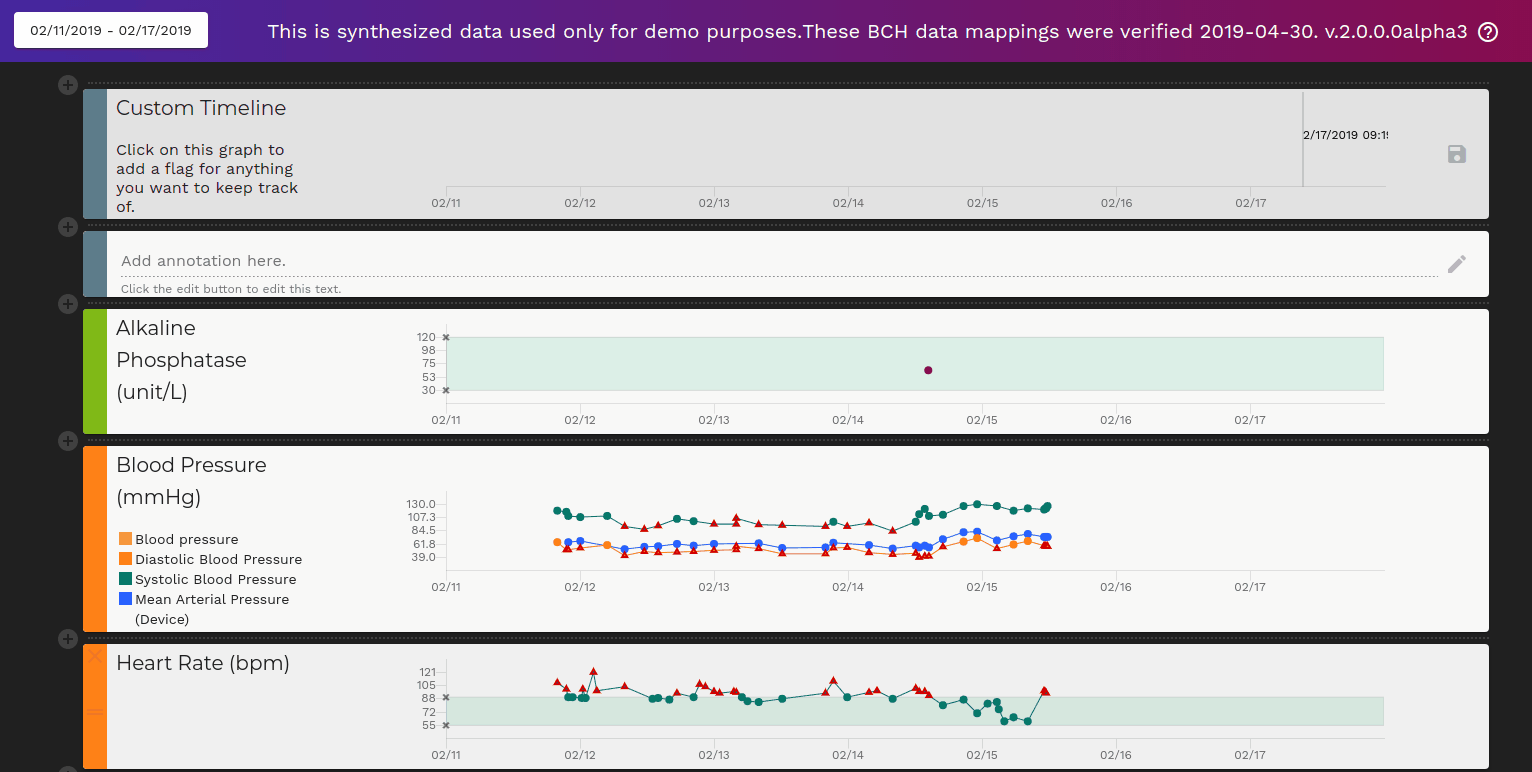 02/11/2019 - 02/17/2019
This is synthesized data used only for demo purposes.These BCH data mappings were verified 2019-04-30. v.2.0.0.0alpha3
Custom Timeline
Click on this graph to
add a flag for anything
you want to keep track
of.
2/17/2019 09:1
02/11 02/12 02/13 02/14 02/15 02/16 02/17
Add annotation here.
Click the edit button to edit this text.
Alkaline
Phosphatase
(unit/L)
120
98
75
53
30
02/11 02/12 02/13 02/14 02/15 02/16 02/17
Blood Pressure
(mmHg)
Blood pressure
Diastolic Blood Pressure
Systolic Blood Pressure
Mean Arterial Pressure
(Device)
130.0
107.3
84.5
61.8
39.0
02/11 02/12 02/13 02/14 02/15 02/16 02/17
Heart Rate (bpm)
121
105
88
72
55
02/11 02/12 02/13 02/14 02/15 02/16 02/17